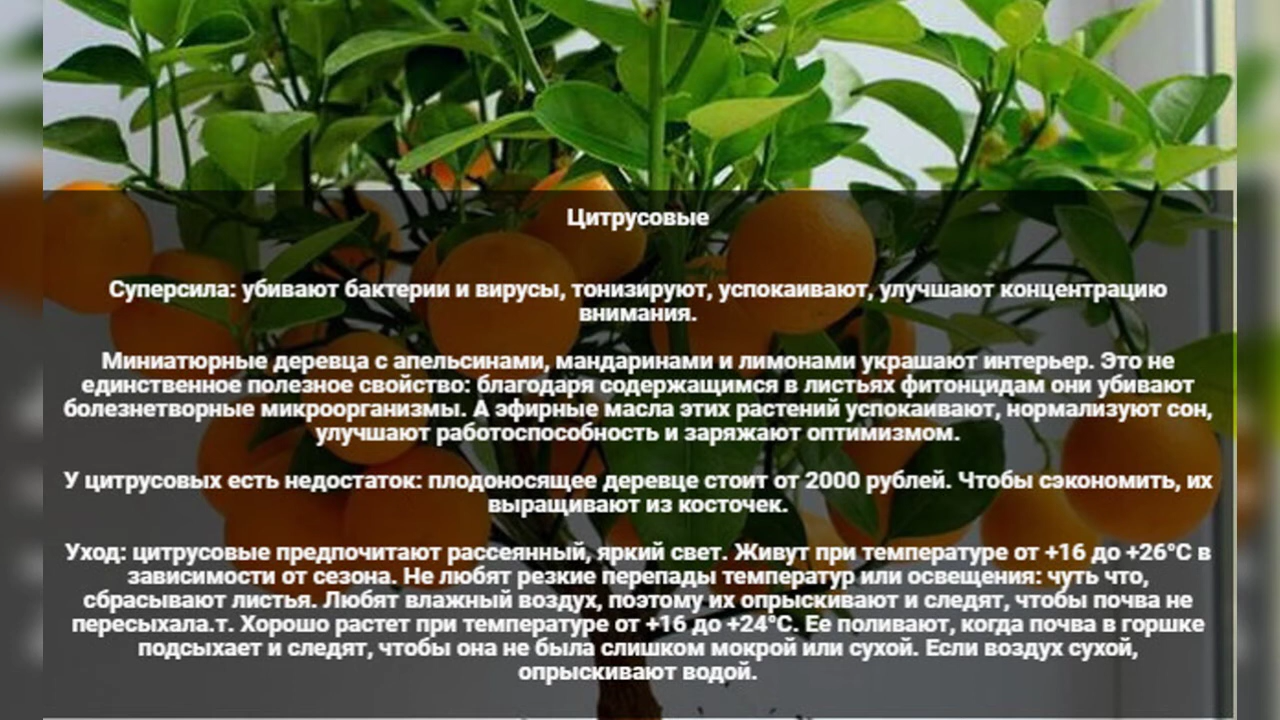 Цитрусовые
Суперсила: убивают бактерии и вирусы, тонизируют, успокаивают, улучшают концентрацию
внимания.
Миниатюрные деревца с апельсинами, мандаринами и лимонами украшают интерьер. Это не
единственное полезное свойство: благодаря содержащимся в листьях фитонцидам они убивают
болезнетворные микроорганизмы. А эфирные масла этих растений успокаивают, нормализуют сон,
улучшают работоспособность и заряжают оптимизмом.
У цитрусовых есть недостаток: плодоносящее деревце стоит от 2000 рублей. Чтобы сэкономить, их
выращивают из косточек.
Уход: цитрусовые предпочитают рассеянный, яркий свет. Живут при температуре от +16 до +26°C в
зависимости от сезона. Не любят резкие перепады температур или освещения: чуть что,
сбрасывают листья. Любят влажный воздух, поэтому их опрыскивают и следят, чтобы почва не
пересыхала.т. Хорошо растет при температуре от +16 до +24°C. Ее поливают, когда почва в горшке
подсыхает и следят, чтобы она не была слишком мокрой или сухой. Если воздух сухой,
опрыскивают водой.